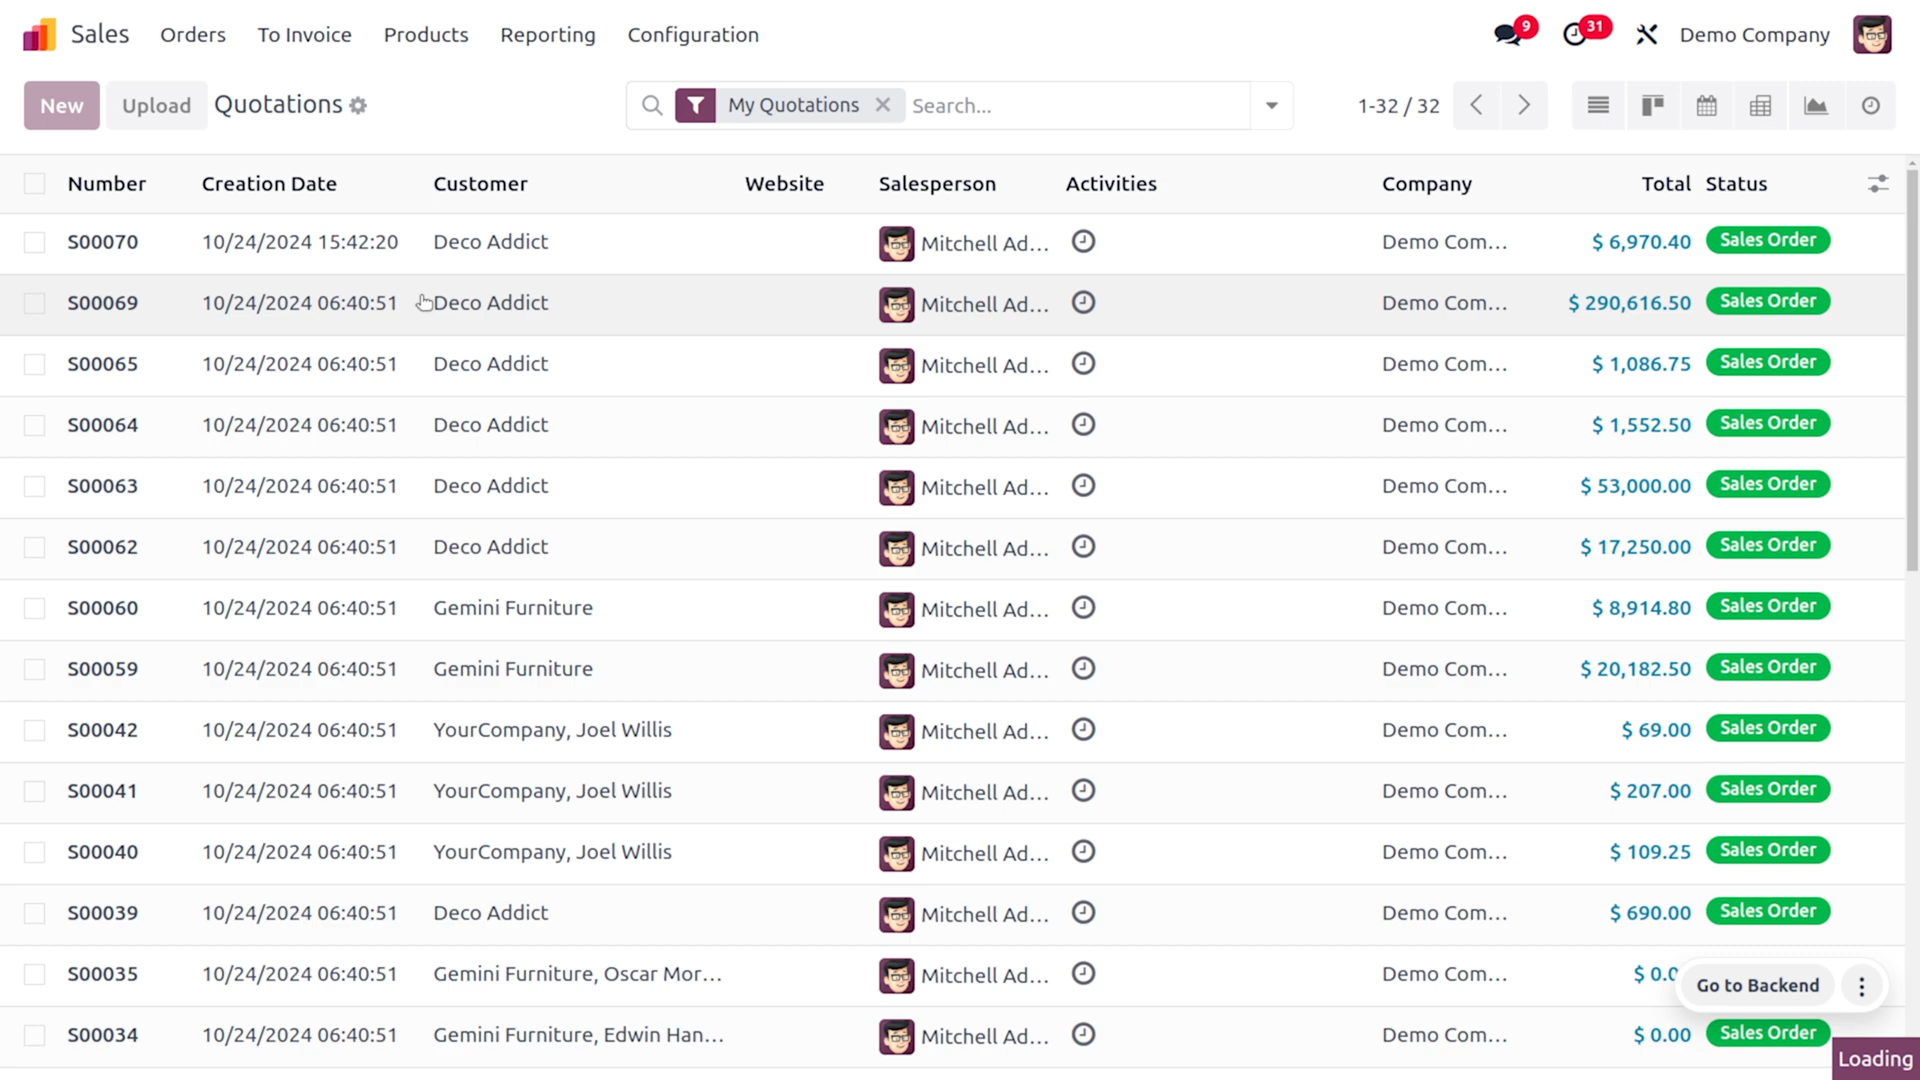 Sales Orders To Invoice Products Reporting Configuration 9 31 Demo Company
New Upload Quotations My Quotations Search... 1-32 / 32
Number Creation Date Customer Website Salesperson Activities Company Total Status
S00070 10/24/2024 15:42:20 Deco Addict Mitchell Ad... Demo Com... $ 6,970.40 Sales Order
S00069 10/24/2024 06:40:51 Deco Addict Mitchell Ad... Demo Com... $ 290,616.50 Sales Order
S00065 10/24/2024 06:40:51 Deco Addict Mitchell Ad... Demo Com... $ 1,086.75 Sales Order
S00064 10/24/2024 06:40:51 Deco Addict Mitchell Ad... Demo Com... $ 1,552.50 Sales Order
S00063 10/24/2024 06:40:51 Deco Addict Mitchell Ad... Demo Com... $ 53,000.00 Sales Order
S00062 10/24/2024 06:40:51 Deco Addict Mitchell Ad... Demo Com... $ 17,250.00 Sales Order
S00060 10/24/2024 06:40:51 Gemini Furniture Mitchell Ad... Demo Com... $ 8,914.80 Sales Order
S00059 10/24/2024 06:40:51 Gemini Furniture Mitchell Ad... Demo Com... $ 20,182.50 Sales Order
S00042 10/24/2024 06:40:51 YourCompany, Joel Willis Mitchell Ad... Demo Com... $ 69.00 Sales Order
S00041 10/24/2024 06:40:51 YourCompany, Joel Willis Mitchell Ad... Demo Com... $ 207.00 Sales Order
S00040 10/24/2024 06:40:51 YourCompany, Joel Willis Mitchell Ad... Demo Com... $ 109.25 Sales Order
S00039 10/24/2024 06:40:51 Deco Addict Mitchell Ad... Demo Com... $ 690.00 Sales Order
S00035 10/24/2024 06:40:51 Gemini Furniture, Oscar Mor... Mitchell Ad... Demo Com... $ 0.0 Go to Backend
S00034 10/24/2024 06:40:51 Gemini Furniture, Edwin Han... Mitchell Ad... Demo Com... $ 0.00 Sales Order
Loading